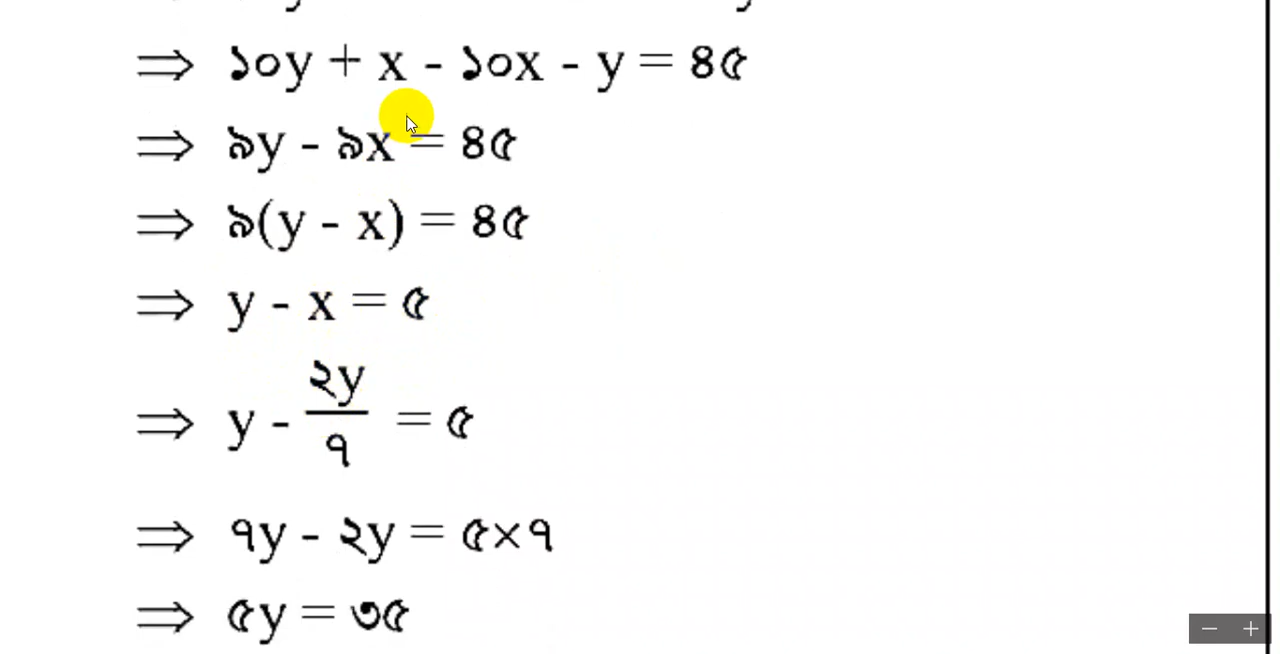 ⇒ ১০y + x - ১০x - y = ৪৫
⇒ ৯y - ৯x = ৪৫
⇒ ৯(y - x) = ৪৫
⇒ y - x = ৫
⇒ y - ২y/৭ = ৫
⇒ ৭y - ২y = ৫×৭
⇒ ৫y = ৩৫